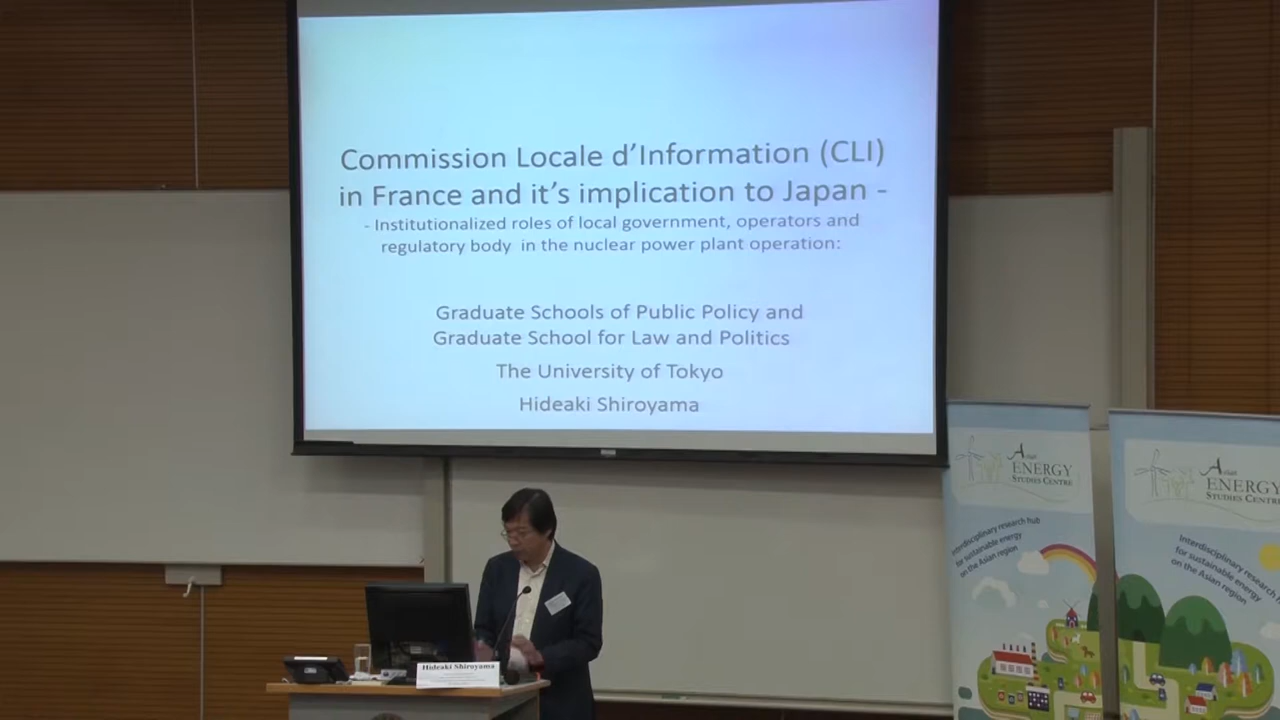 Commission Locale d'Information (CLI)
in France and it's implication to Japan -
- Institutionalized roles of local government, operators and
regulatory body in the nuclear power plant operation:
Graduate Schools of Public Policy and
Graduate School for Law and Politics
The University of Tokyo
Hideaki Shiroyama
Hideaki Shiroyama
Asian
ENERGY
STUDIES CENTRE
Interdisciplinary research hub
for sustainable energy
on the Asian region
Asian
ENERGY
STUDIES CENTRE
Interdisciplinary research
for sustainable energy
on the Asian region